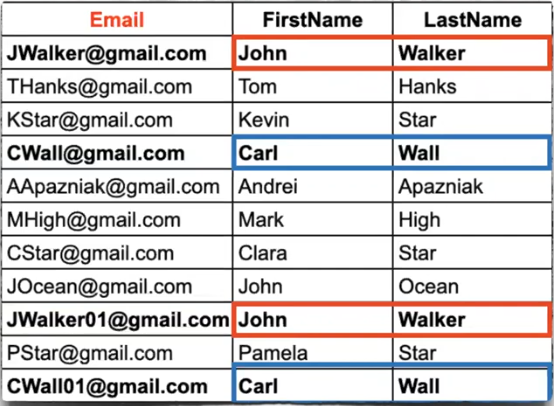 Email FirstName LastName
JWalker@gmail.com John Walker
THanks@gmail.com Tom Hanks
KStar@gmail.com Kevin Star
CWall@gmail.com Carl Wall
AApazniak@gmail.com Andrei Apazniak
MHigh@gmail.com Mark High
CStar@gmail.com Clara Star
JOcean@gmail.com John Ocean
JWalker01@gmail.com John Walker
PStar@gmail.com Pamela Star
CWall01@gmail.com Carl Wall